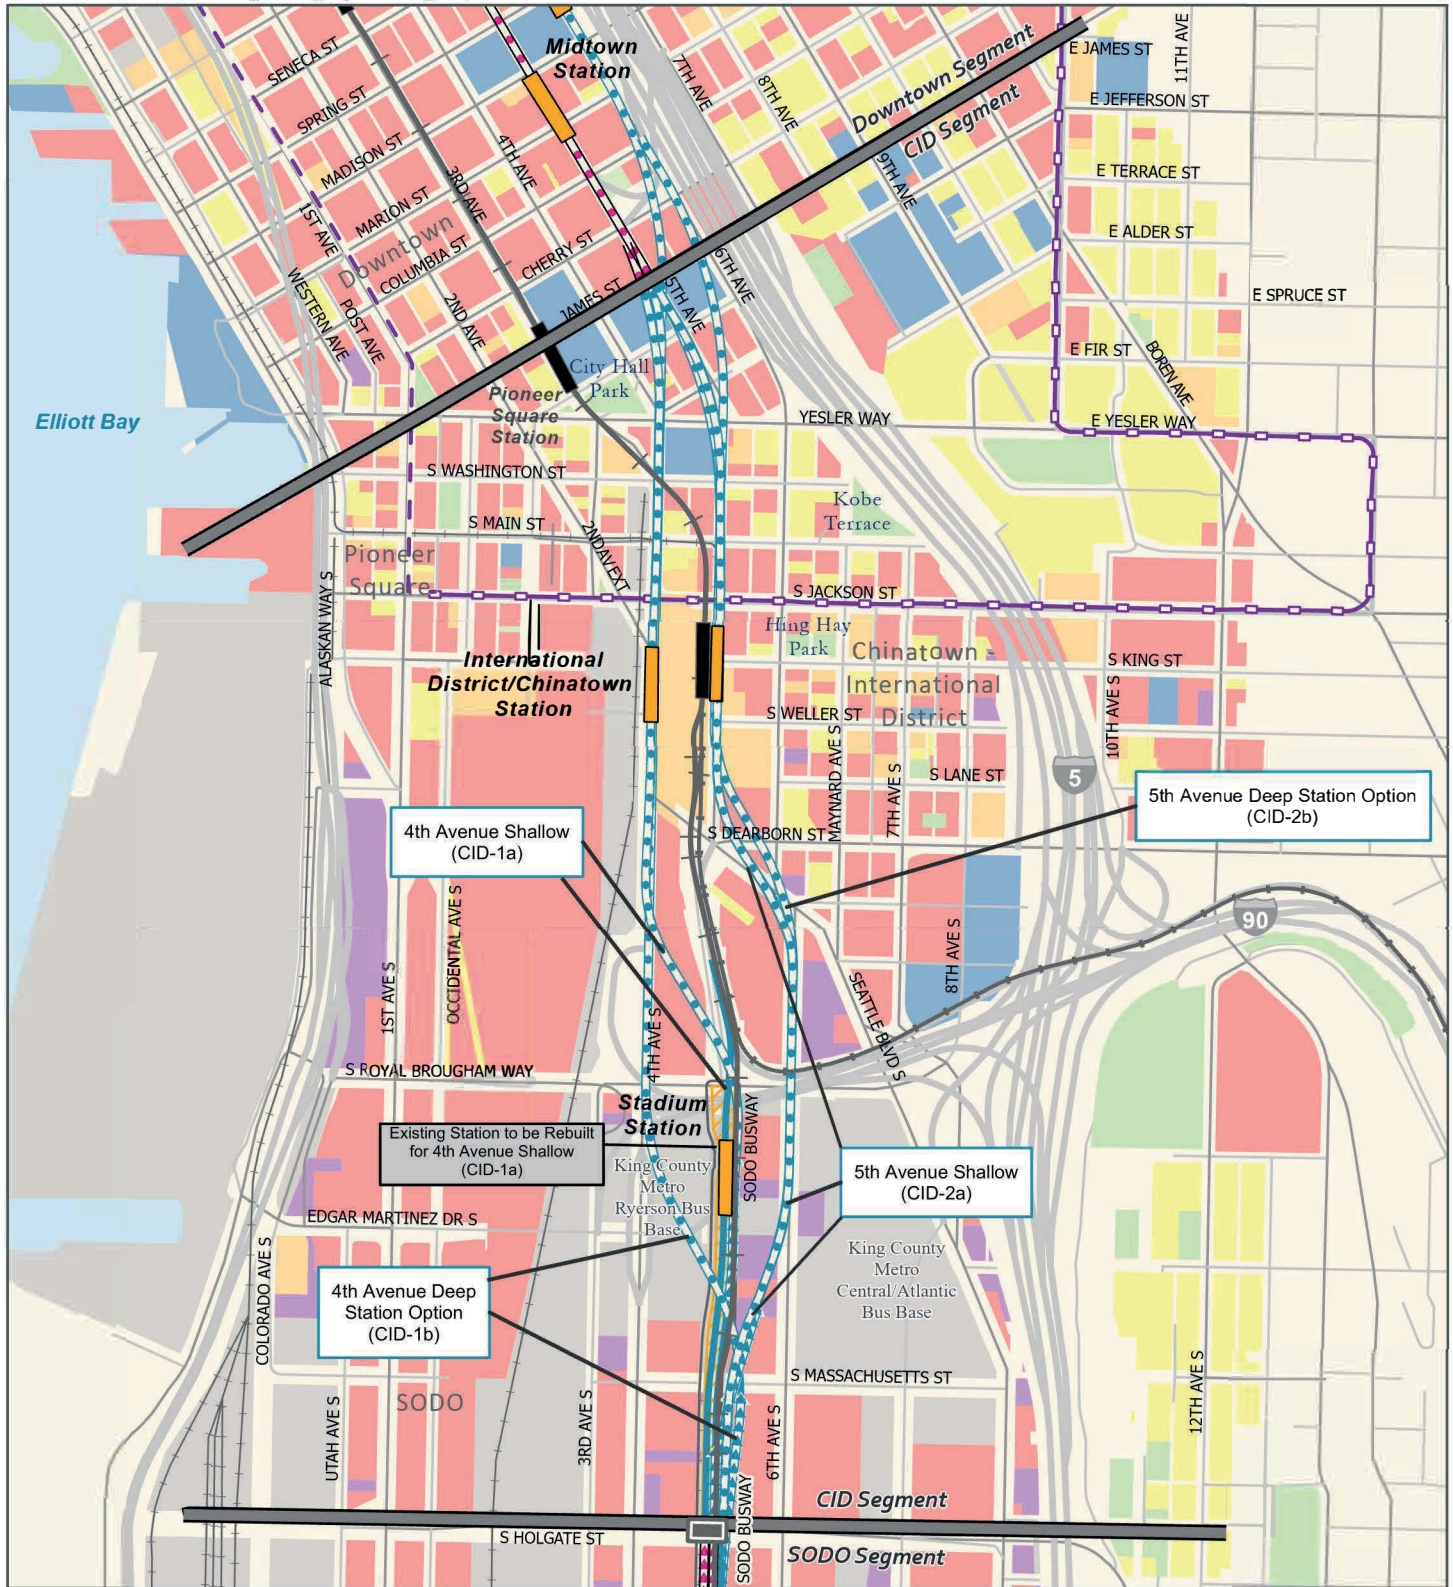 Midtown
Station
SENECA ST
SPRING ST
MADISON ST
MARION ST
COLUMBIA ST
CHERRY ST
JAMES ST
Downtown
1ST AVE
WESTERN AVE
POST AVE
2ND AVE
3RD AVE
4TH AVE
5TH AVE
6TH AVE
7TH AVE
8TH AVE
9TH AVE
11TH AVE
Downtown Segment
CID Segment
E JAMES ST
E JEFFERSON ST
E TERRACE ST
E ALDER ST
E SPRUCE ST
E FIR ST
BOREN AVE
E YESLER WAY
YESLER WAY
Elliott Bay
City Hall
Park
Pioneer
Square
Station
S WASHINGTON ST
S MAIN ST
2NDAVEXT
Kobe
Terrace
Pioneer
Square
S JACKSON ST
ALASKAN WAY S
International
District/Chinatown
Station
Hing Hay
Park
Chinatown -
International
District
S KING ST
S WELLER ST
S LANE ST
S DEARBORN ST
MAYNARD AVE S
7TH AVE S
10TH AVE S
5
5th Avenue Deep Station Option
(CID-2b)
4th Avenue Shallow
(CID-1a)
90
8TH AVE S
SEATTLE BLVD S
1ST AVE S
OCCIDENTAL AVE S
4TH AVE S
S ROYAL BROUGHAM WAY
Stadium
Station
SODO BUSWAY
Existing Station to be Rebuilt
for 4th Avenue Shallow
(CID-1a)
King County
Metro
Ryerson Bus
Base
5th Avenue Shallow
(CID-2a)
EDGAR MARTINEZ DR S
COLORADO AVE S
King County
Metro
Central/Atlantic
Bus Base
4th Avenue Deep
Station Option
(CID-1b)
S MASSACHUSETTS ST
SODO
UTAH AVE S
3RD AVE S
6TH AVE S
12TH AVE S
CID Segment
SODO BUSWAY
S HOLGATE ST
SODO Segment